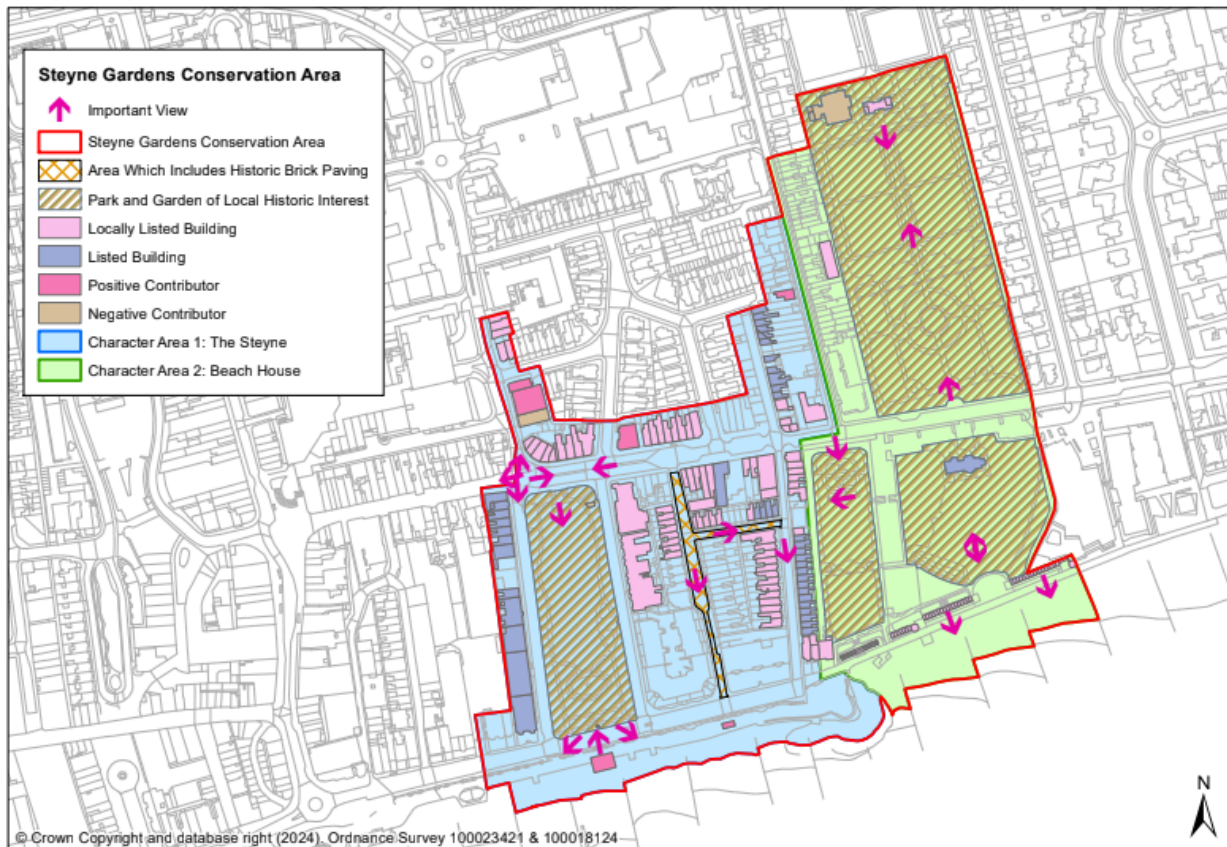 Steyne Gardens Conservation Area
Important View
Steyne Gardens Conservation Area
Area Which Includes Historic Brick Paving
Park and Garden of Local Historic Interest
Locally Listed Building
Listed Building
Positive Contributor
Negative Contributor
Character Area 1: The Steyne
Character Area 2: Beach House
N
© Crown Copyright and database right (2024). Ordnance Survey 100023421 & 100018124